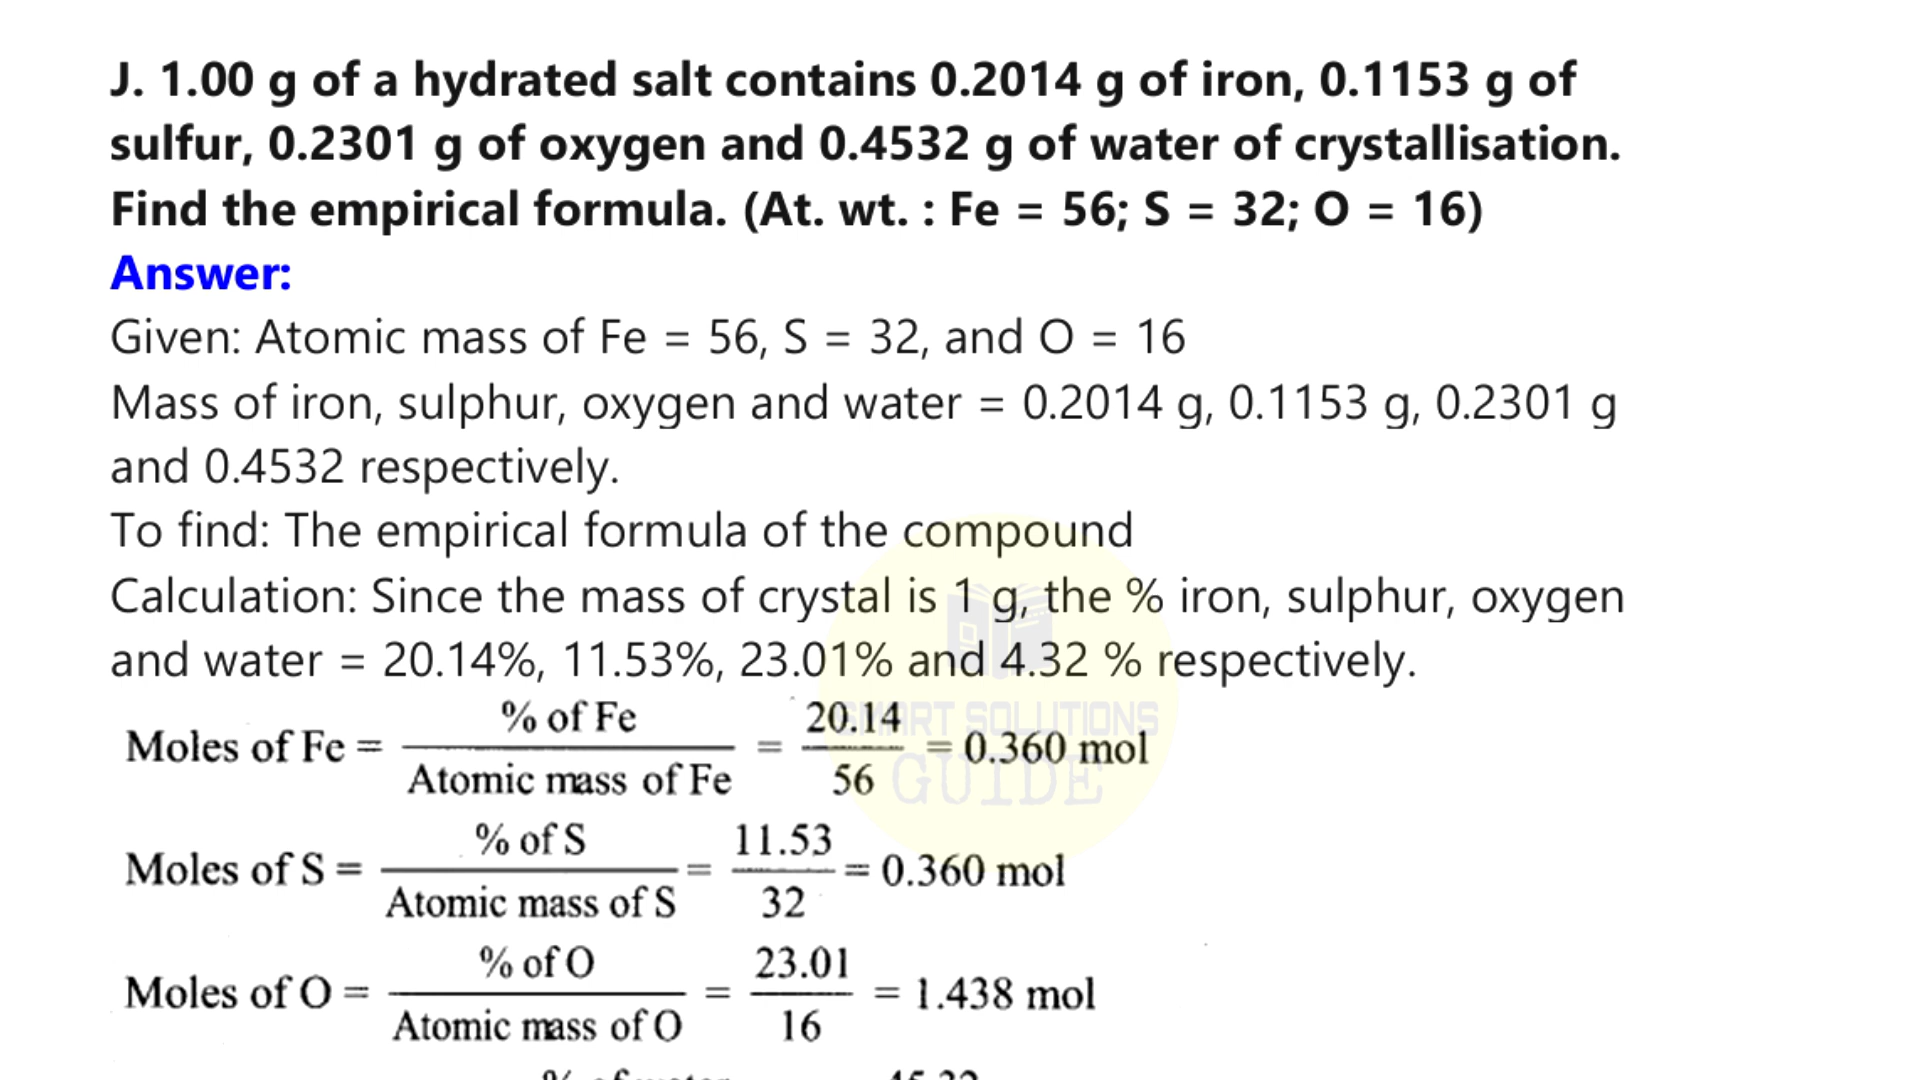 J. 1.00 g of a hydrated salt contains 0.2014 g of iron, 0.1153 g of
sulfur, 0.2301 g of oxygen and 0.4532 g of water of crystallisation.
Find the empirical formula. (At. wt. : Fe = 56; S = 32; O = 16)
Answer:
Given: Atomic mass of Fe = 56, S = 32, and O = 16
Mass of iron, sulphur, oxygen and water = 0.2014 g, 0.1153 g, 0.2301 g
and 0.4532 respectively.
To find: The empirical formula of the compound
Calculation: Since the mass of crystal is 1 g, the % iron, sulphur, oxygen
and water = 20.14%, 11.53%, 23.01% and 4.32 % respectively.
SMART SOLUTIONS
GUIDE
% of Fe 20.14
Moles of Fe = = = 0.360 mol
Atomic mass of Fe 56
% of S 11.53
Moles of S = = = 0.360 mol
Atomic mass of S 32
% of O 23.01
Moles of O = = = 1.438 mol
Atomic mass of O 16